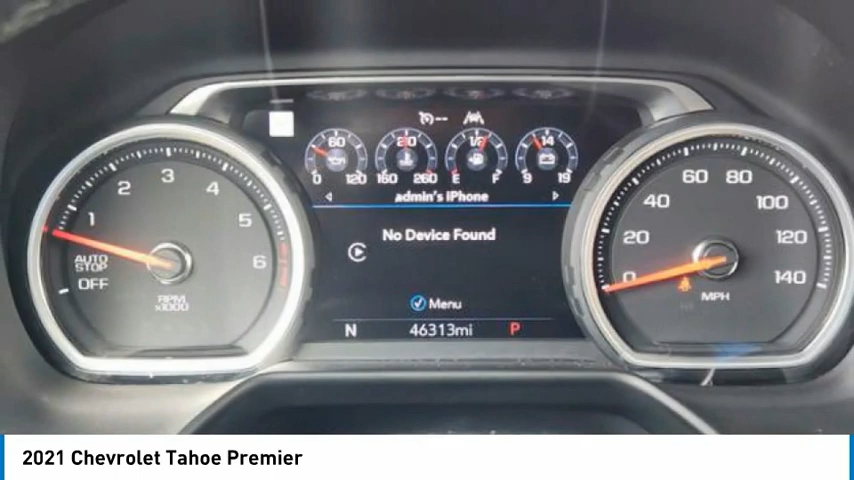 60 210 1/2 14
0 120 160 260 E F 9 19
admin's iPhone
No Device Found
Menu
N 46313mi P
1 2 3 4 5 6
AUTO
STOP
OFF
RPM
x1000
0 20 40 60 80 100 120 140
MPH
2021 Chevrolet Tahoe Premier